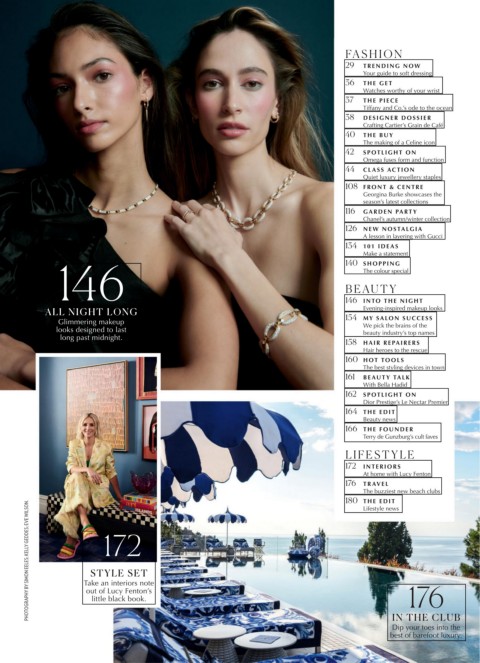 146
ALL NIGHT LONG
Glimmering makeup
looks designed to last
long past midnight.
172
STYLE SET
Take an interiors note
out of Lucy Fenton's
little black book.
PHOTOGRAPHY BY SIMON EELES, KELLY GEDDES, EVE WILSON.
FASHION
29 TRENDING NOW
Your guide to soft dressing
36 THE GET
Watches worthy of your wrist
37 THE PIECE
Tiffany and Co.'s ode to the ocean
38 DESIGNER DOSSIER
Crafting Cartier's Grain de Café
40 THE BUY
The making of a Celine icon
42 SPOTLIGHT ON
Omega fuses form and function
44 CLASS ACTION
Quiet luxury jewellery staples
108 FRONT & CENTRE
Georgina Burke showcases the
season's latest collections
116 GARDEN PARTY
Chanel's autumn/winter collection
126 NEW NOSTALGIA
A lesson in layering with Gucci
134 101 IDEAS
Make a statement
140 SHOPPING
The colour special
BEAUTY
146 INTO THE NIGHT
Evening-inspired makeup looks
154 MY SALON SUCCESS
We pick the brains of the
beauty industry's top names
158 HAIR REPAIRERS
Hair heroes to the rescue
160 HOT TOOLS
The best styling devices in town
161 BEAUTY TALK
With Bella Hadid
162 SPOTLIGHT ON
Dior Prestige's Le Nectar Premier
164 THE EDIT
Beauty news
166 THE FOUNDER
Terry de Gunzburg's cult faves
LIFESTYLE
172 INTERIORS
At home with Lucy Fenton
176 TRAVEL
The buzziest new beach clubs
180 THE EDIT
Lifestyle news
176
IN THE CLUB
Dip your toes into the
best of barefoot luxury.